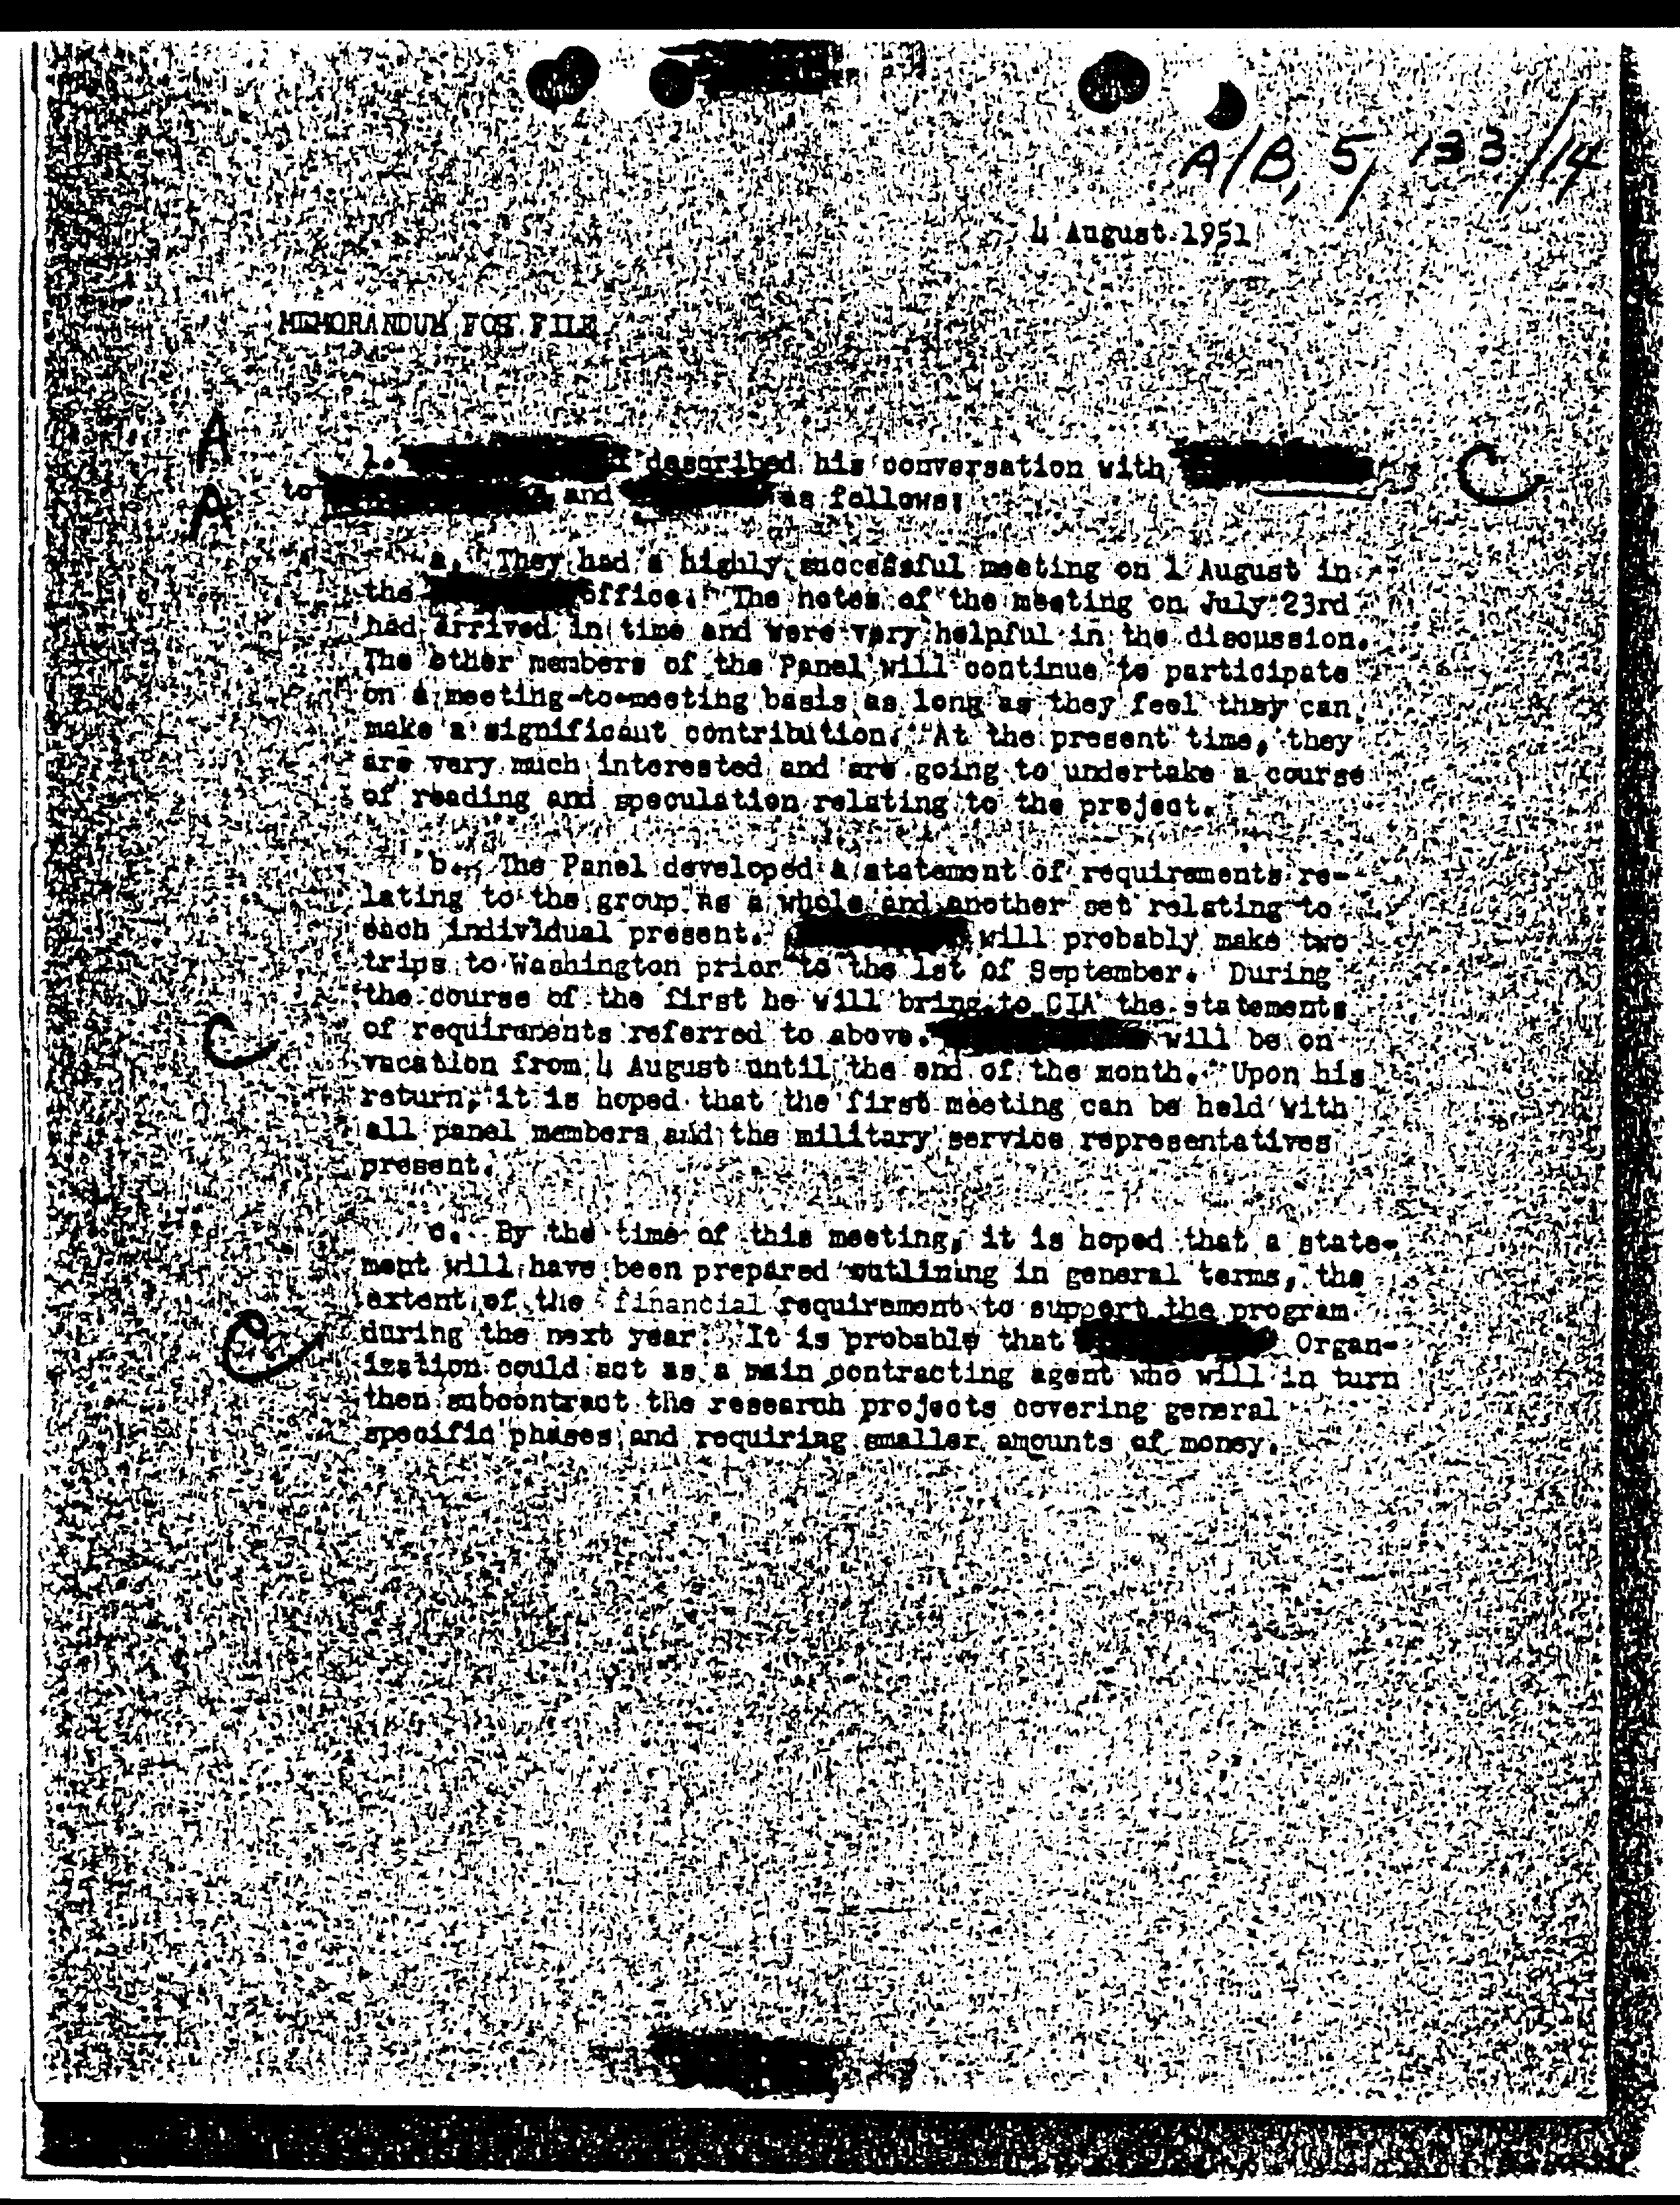 A/B, 5, 133/14
4 August 1951
MEMORANDUM FOR FILE
A
1. described his conversation with C
A
to and as follows:
a. They had a highly successful meeting on 1 August in
the Office. The notes of the meeting on July 23rd
had arrived in time and were very helpful in the discussion.
The other members of the Panel will continue to participate
on a meeting-to-meeting basis as long as they feel they can
make a significant contribution. At the present time, they
are very much interested and are going to undertake a course
of reading and speculation relating to the project.
b. The Panel developed a statement of requirements re-
lating to the group as a whole and another set relating to
each individual present. will probably make two
trips to Washington prior to the 1st of September. During
the course of the first he will bring to CIA the statements
C
of requirements referred to above. will be on
vacation from 4 August until the end of the month. Upon his
return, it is hoped that the first meeting can be held with
all panel members and the military service representatives
present.
c. By the time of this meeting, it is hoped that a state-
ment will have been prepared outlining in general terms, the
extent of the financial requirement to support the program
C
during the next year. It is probable that Organ-
ization could act as a main contracting agent who will in turn
then subcontract the research projects covering general
specific phases and requiring smaller amounts of money.